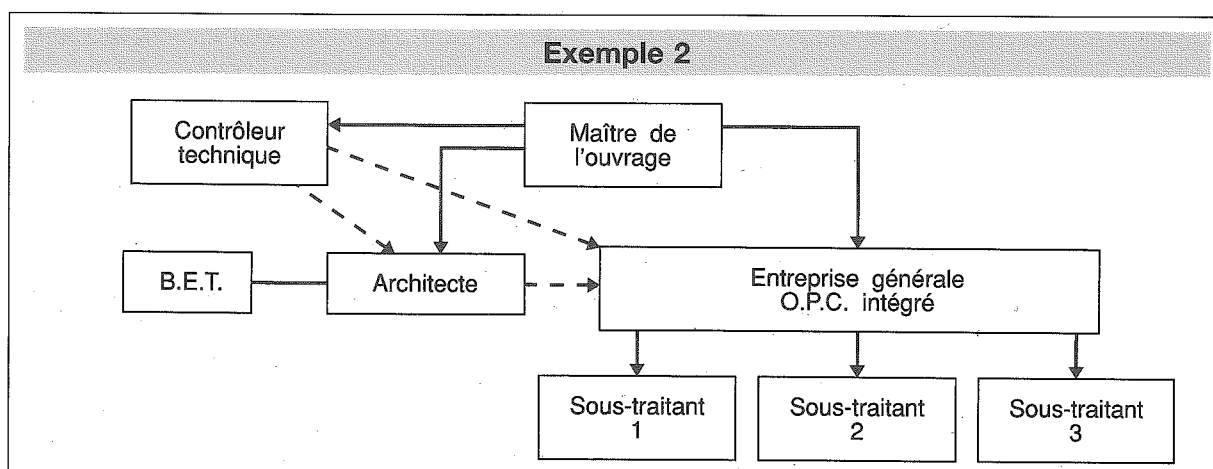 Exemple 2
Contrôleur
technique
Maître de
l'ouvrage
B.E.T.
Architecte
Entreprise générale
O.P.C. intégré
Sous-traitant
1
Sous-traitant
2
Sous-traitant
3